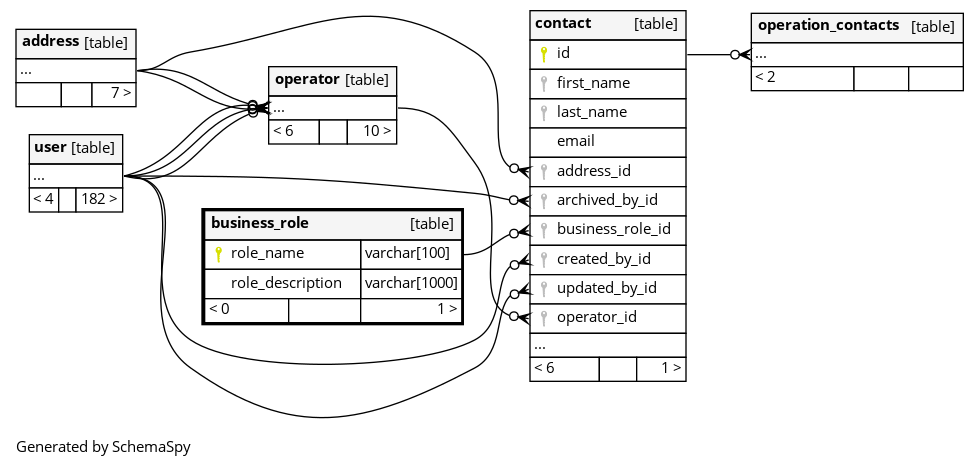 address [table]
...
7 >
user [table]
...
< 4 182 >
operator [table]
...
< 6 10 >
business_role [table]
role_name varchar[100]
role_description varchar[1000]
< 0 1 >
contact [table]
id
first_name
last_name
email
address_id
archived_by_id
business_role_id
created_by_id
updated_by_id
operator_id
...
< 6 1 >
operation_contacts [table]
...
< 2
Generated by SchemaSpy